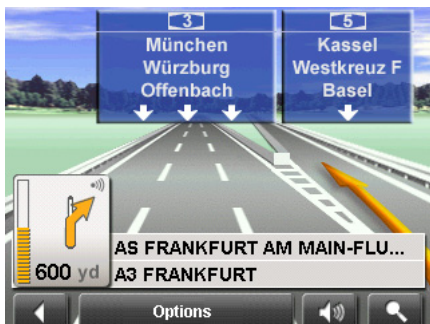 3
München
Würzburg
Offenbach
5
Kassel
Westkreuz F
Basel
600 yd
AS FRANKFURT AM MAIN-FLU...
A3 FRANKFURT
Options